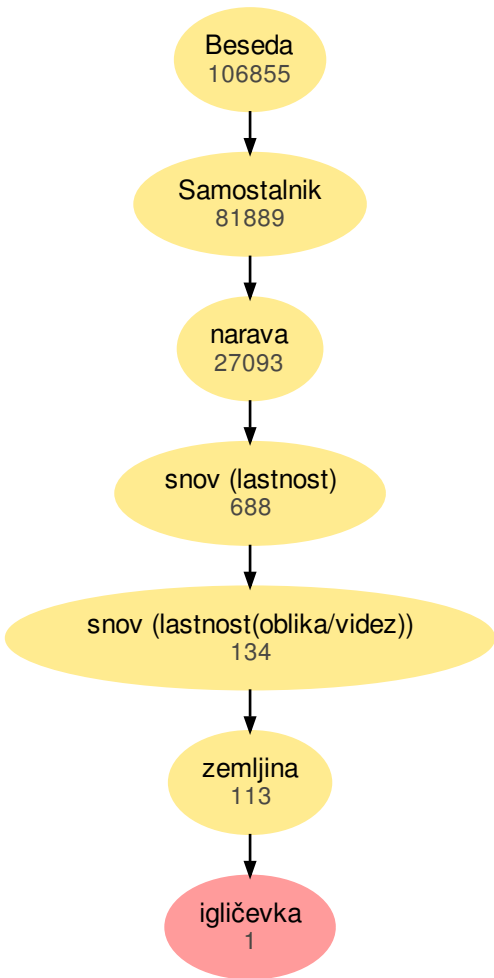 Beseda
106855
Samostalnik
81889
narava
27093
snov (lastnost)
688
snov (lastnost(oblika/videz))
134
zemljina
113
igličevka
1